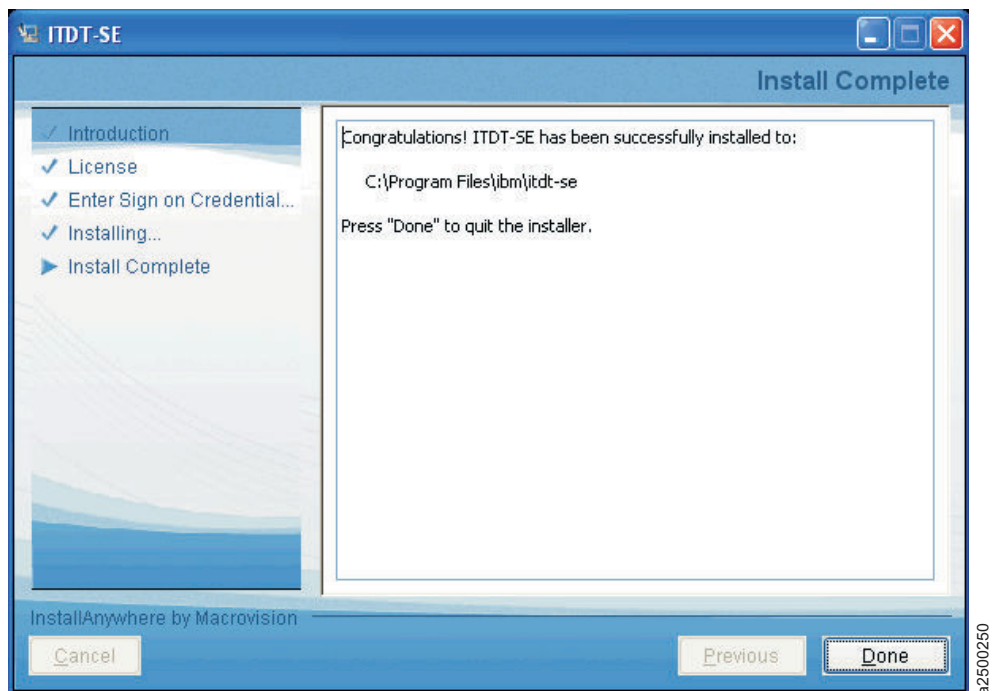 ITDT-SE
Install Complete
Introduction
License
Enter Sign on Credential...
Installing...
Install Complete
Congratulations! ITDT-SE has been successfully installed to:
C:\Program Files\ibm\itdt-se
Press "Done" to quit the installer.
InstallAnywhere by Macrovision
Cancel
Previous
Done
a2500250